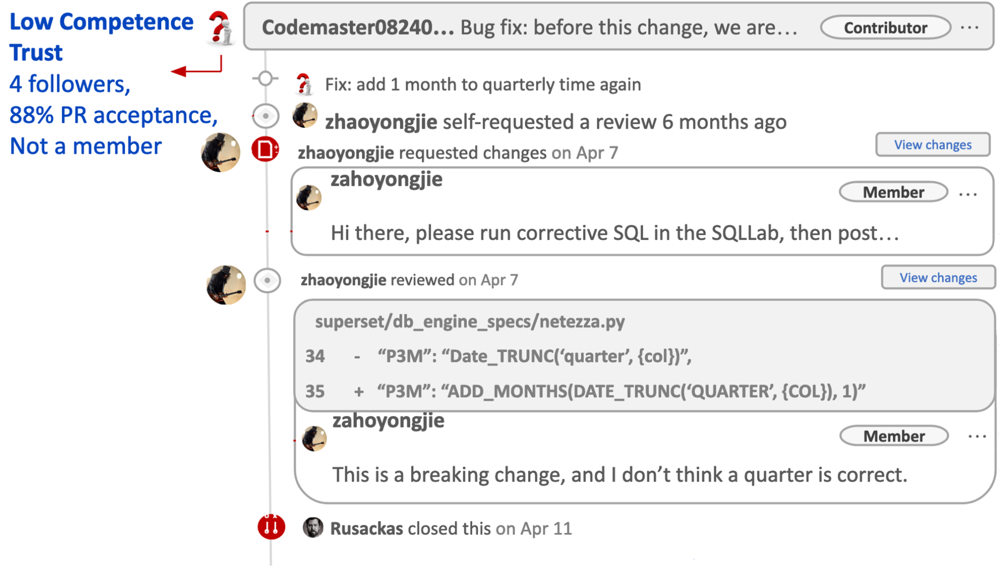 Low Competence
Trust
4 followers,
88% PR acceptance,
Not a member
Codemaster08240... Bug fix: before this change, we are... Contributor ...
Fix: add 1 month to quarterly time again
zhaoyongjie self-requested a review 6 months ago
zhaoyongjie requested changes on Apr 7 View changes
zahoyongjie
Member ...
Hi there, please run corrective SQL in the SQLLab, then post...
zhaoyongjie reviewed on Apr 7 View changes
superset/db_engine_specs/netezza.py
34 - “P3M”: “Date_TRUNC(‘quarter’, {col})”,
35 + “P3M”: “ADD_MONTHS(DATE_TRUNC(‘QUARTER’, {COL}), 1)”
zahoyongjie
Member ...
This is a breaking change, and I don’t think a quarter is correct.
Rusackas closed this on Apr 11